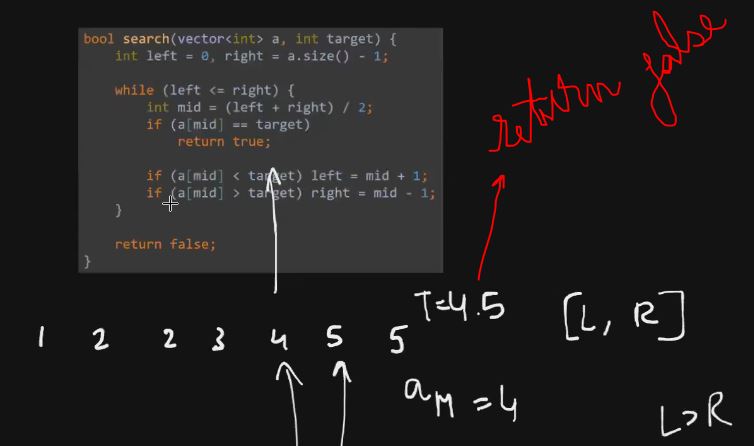 bool search(vector<int> a, int target) {
    int left = 0, right = a.size() - 1;
    while (left <= right) {
        int mid = (left + right) / 2;
        if (a[mid] == target)
            return true;
        if (a[mid] < target) left = mid + 1;
        if (a[mid] > target) right = mid - 1;
    }
    return false;
}
return false
T=4.5
[L, R]
1 2 2 3 4 5 5
aM = 4
L>R